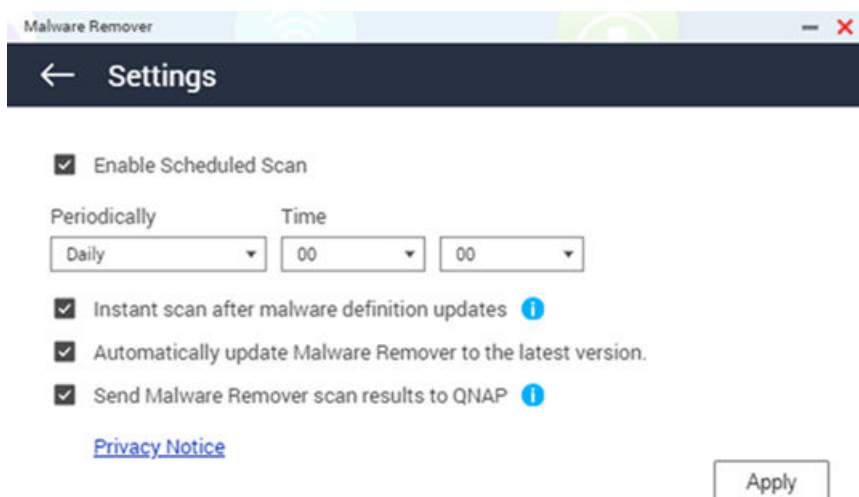 Malware Remover
Settings
Enable Scheduled Scan
Periodically Time
Daily 00 00
Instant scan after malware definition updates
Automatically update Malware Remover to the latest version.
Send Malware Remover scan results to QNAP
Privacy Notice
Apply